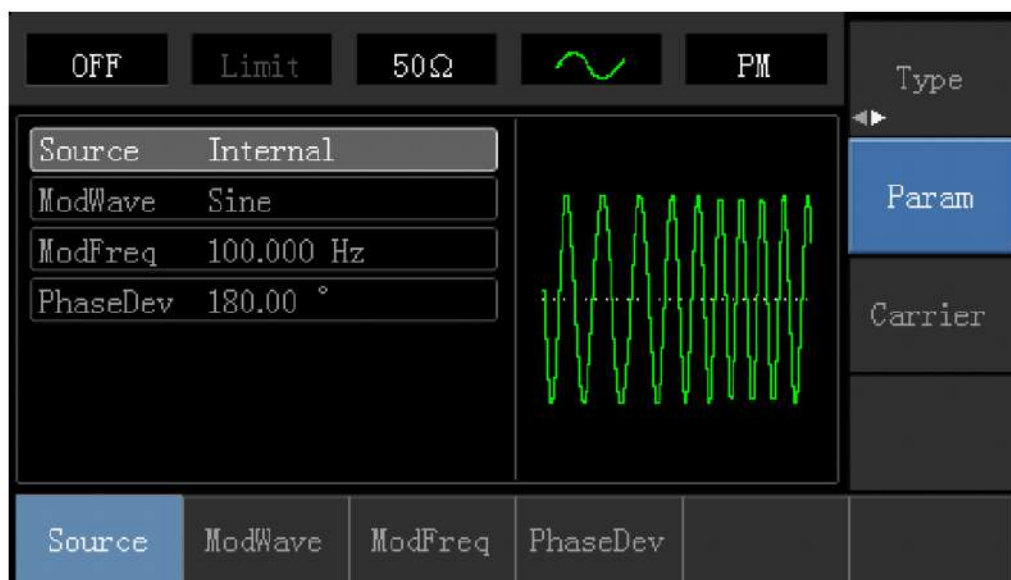 OFF Limit 50Ω PM
Type
Source Internal
ModWave Sine
ModFreq 100.000 Hz
PhaseDev 180.00 °
Param
Carrier
Source ModWave ModFreq PhaseDev